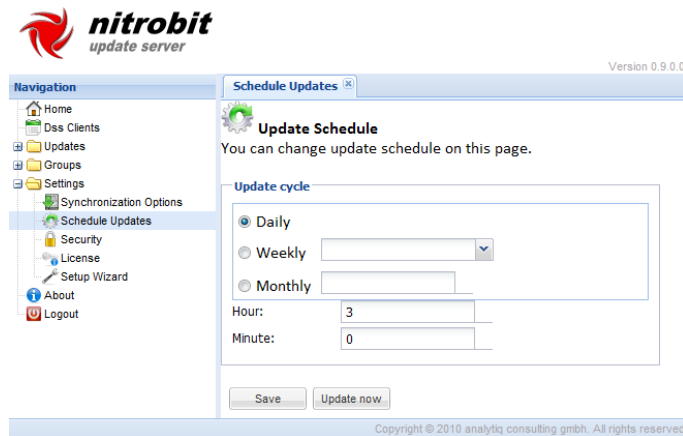 nitrobit
update server
Version 0.9.0.0
Navigation
Schedule Updates
Home
Dss Clients
Updates
Groups
Settings
Synchronization Options
Schedule Updates
Security
License
Setup Wizard
About
Logout
Update Schedule
You can change update schedule on this page.
Update cycle
Daily
Weekly
Monthly
Hour: 3
Minute: 0
Save Update now
Copyright © 2010 analytiq consulting gmbh. All rights reserved